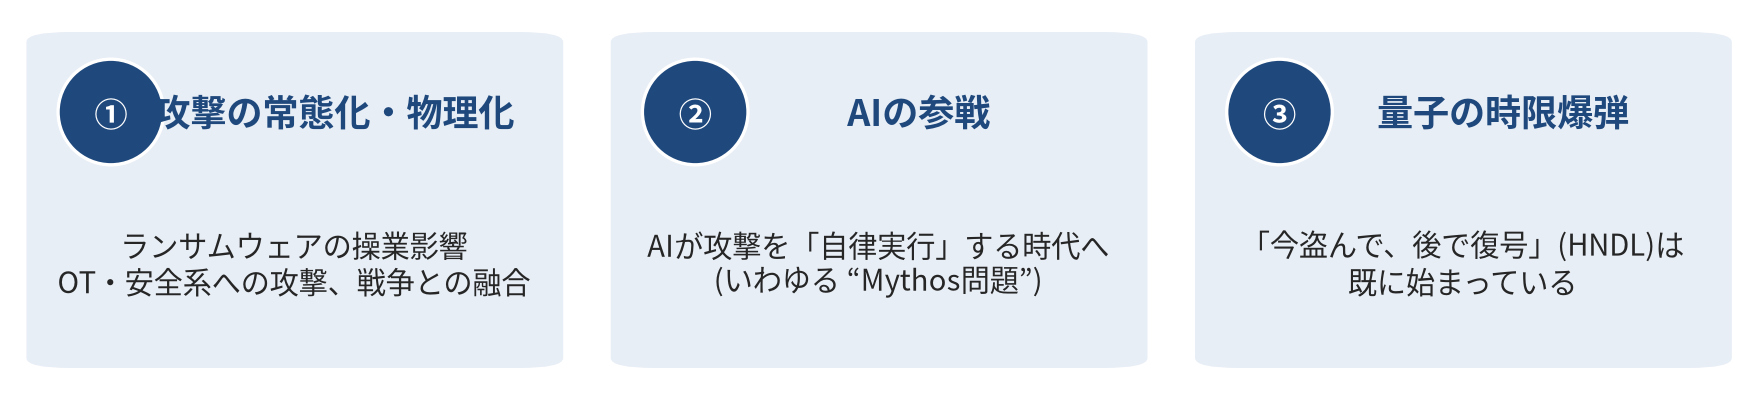 ① 攻撃の常態化・物理化
ランサムウェアの操業影響
OT・安全系への攻撃、戦争との融合
② AIの参戦
AIが攻撃を「自律実行」する時代へ
(いわゆる “Mythos問題”)
③ 量子の時限爆弾
「今盗んで、後で復号」(HNDL)は
既に始まっている